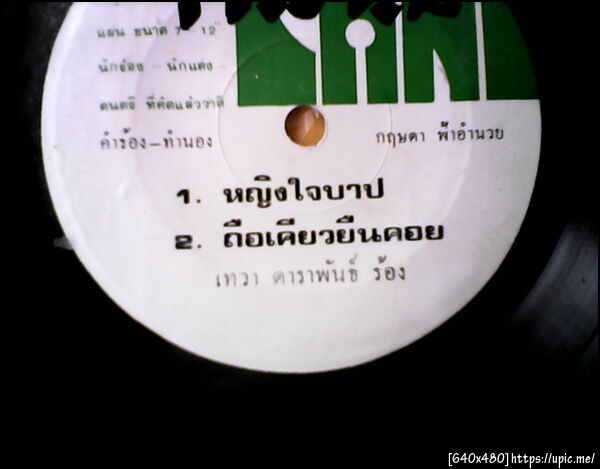 แผ่น ขนาด 7"- 12"
นักร้อง - นักแต่ง -
ดนตรี ที่คิดแล้วว่าดี
คำร้อง-ทำนอง กฤษดา ฟ้าอำนวย
1. หญิงใจบาป
2. ถือเคียวยืนคอย
เทวา ดาราพันธ์ ร้อง
[640x480]https://upic.me/